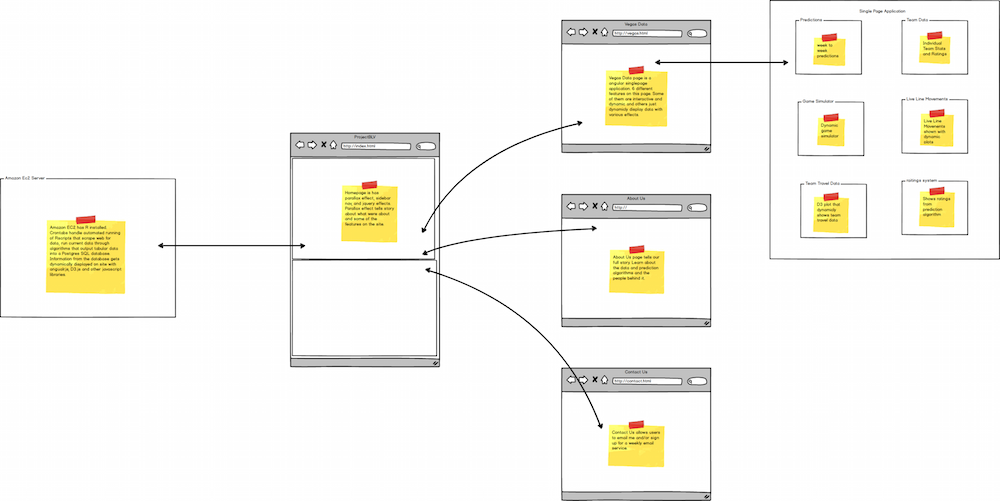 Amazon Ec2 Server
Amazon EC2 has R installed.
Crontabs handle automated running
of Rscripts that scrape web for
data, run current data through
algorithms that output tabular data
into a Postgres SQL database.
Information from the database gets
dynamically displayed on site with
angualr.js, D3.js and other javascript
libraries
ProjectBLV
http://index.html
Homepage is has
parallax effect, sidebar
nav, and jquery effects.
Parallax effect tells story
about what were about
and some of the
features on the site
Vegas Data
http://vegas.html
Vegas Data page is a
angular singlepage
application. 6 different
features on this page. Some
of them are interactive and
dynamic and others just
dynamicly display data with
various effects.
About Us
http://
About Us page tells our
full story. Learn about
the data and prediction
algorithms and the
people behind it.
Contact Us
http://contact.html
Contact Us allows users
to email me and/or sign
up for a weekly email
service
Single Page Application
Predictions
week to
week
predictions
Team Data
Individual
Team Stats
and Ratings
Game Simulator
Dynamic
game
simulator
Live Line Movements
Live Line
Movements
shown with
dynamic
plots
Team Travel Data
D3 plot that
dynamicly
shows team
travel data
ratings system
Shows ratings
from
prediction
algorithm